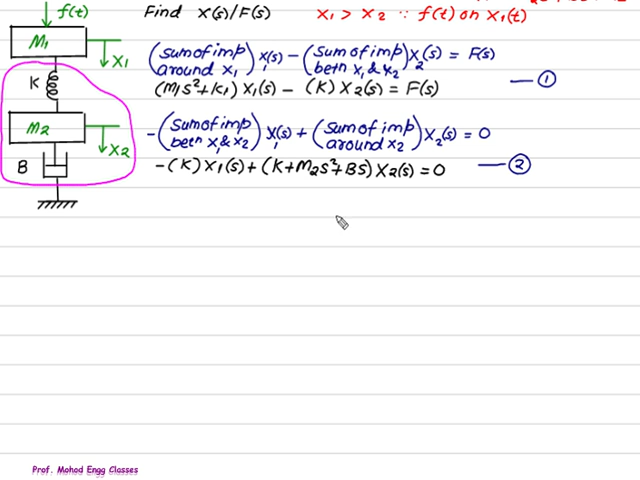 f(t) Find X(s)/F(s) X1 > X2 ∵ f(t) on X1(t)
M1
X1
(Sum of imp around X1) X1(s) − (Sum of imp betn X1 & X2) X2(s) = F(s)
K
(M1S²+K1) X1(s) − (K) X2(s) = F(s) — ①
M2
X2
−(Sum of imp betn X1 & X2) X1(s) + (Sum of imp around X2) X2(s) = 0
B
−(K) X1(s) + (K+M2S²+BS) X2(s) = 0 — ②
Prof. Mohod Engg Classes